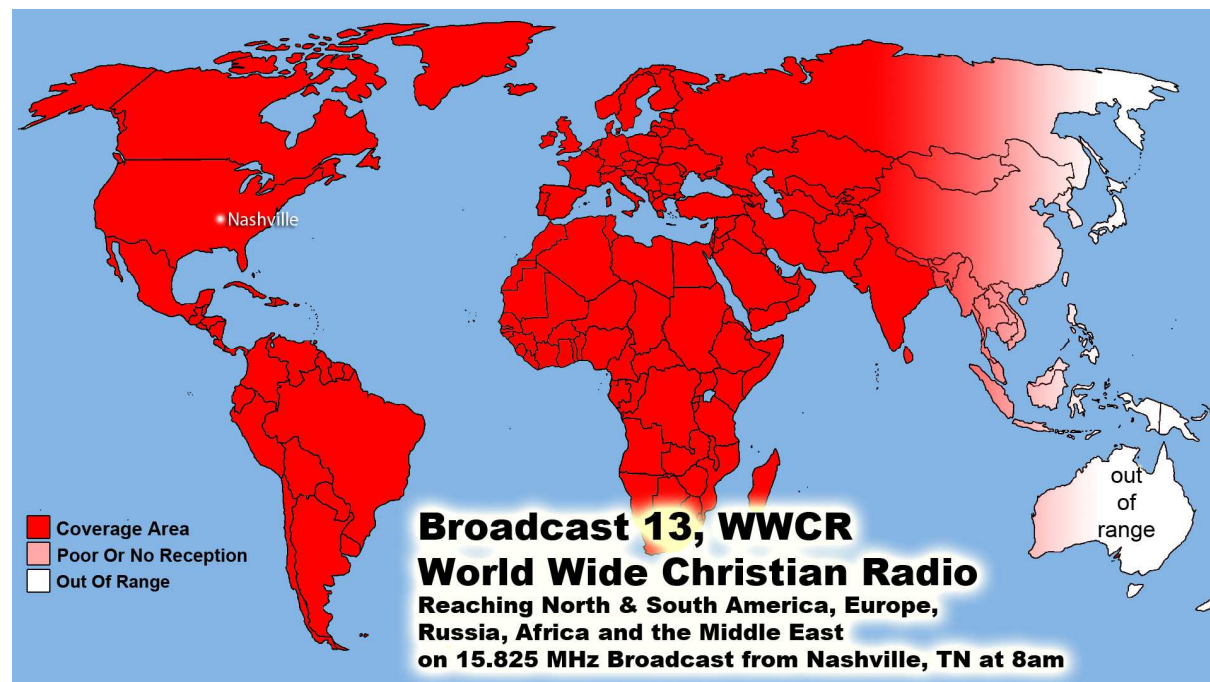 Nashville
out
of
range
Coverage Area
Poor Or No Reception
Out Of Range
Broadcast 13, WWCR
World Wide Christian Radio
Reaching North & South America, Europe,
Russia, Africa and the Middle East
on 15.825 MHz Broadcast from Nashville, TN at 8am